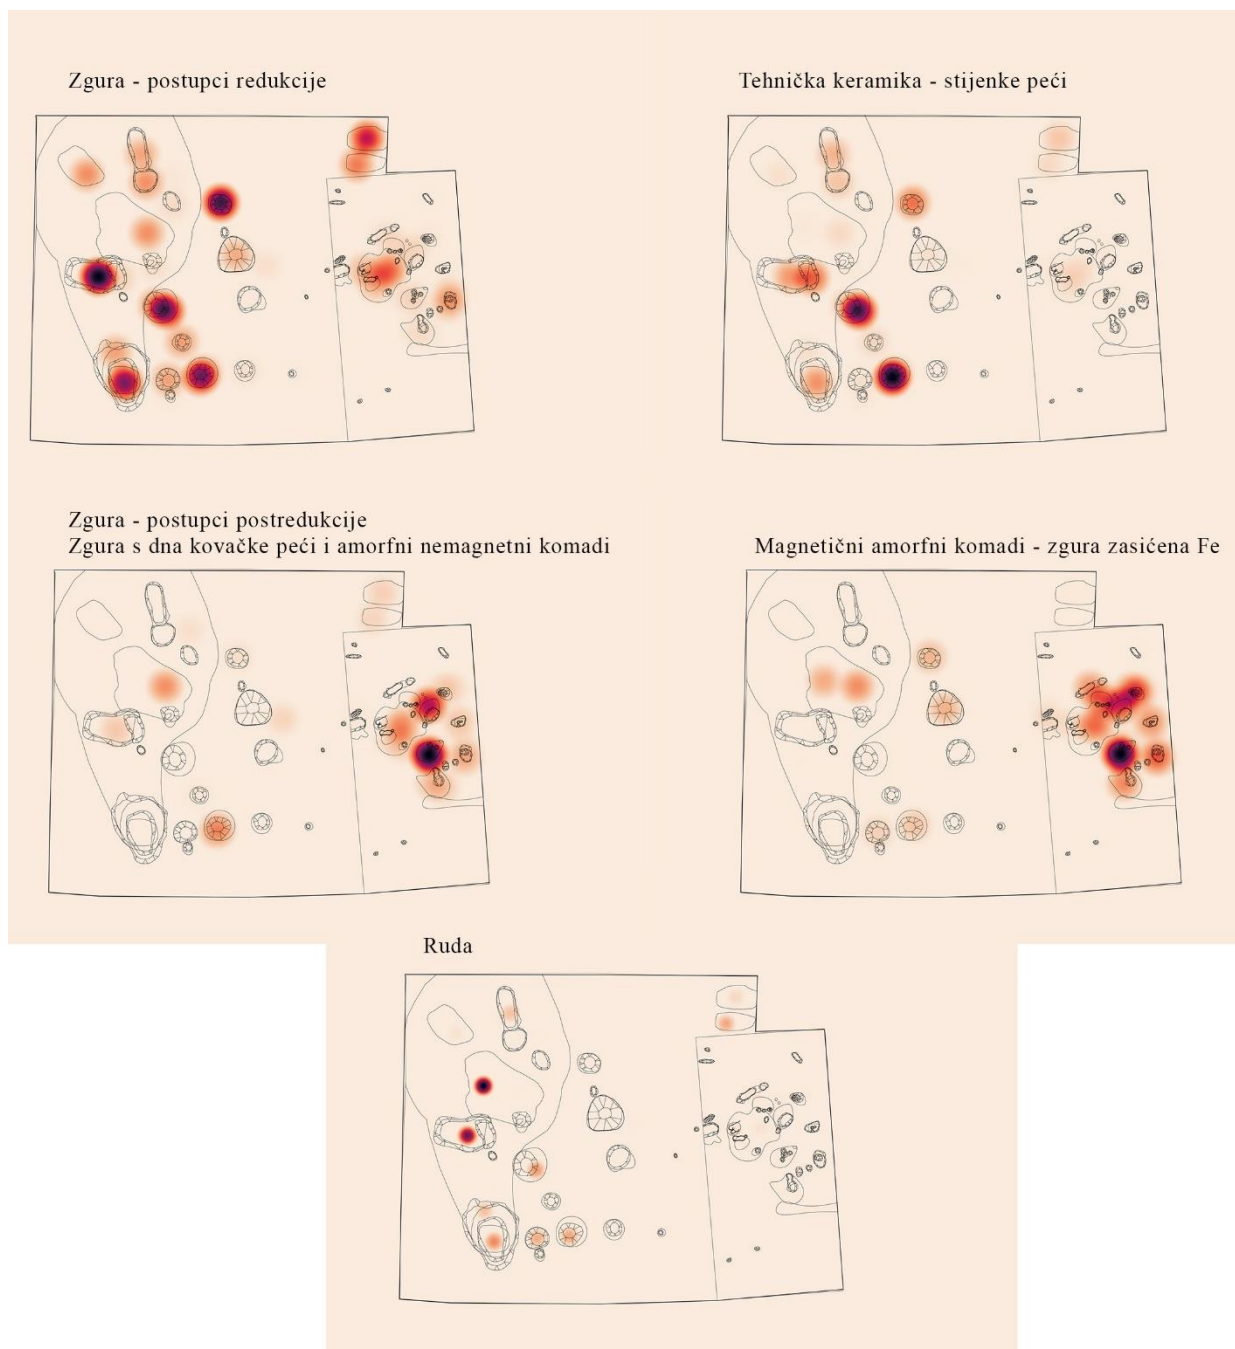 Zgura - postupci redukcije
Tehnička keramika - stijenke peći
Zgura - postupci postredukcije
Zgura s dna kovačke peći i amorfni nemagnetni komadi
Magnetični amorfni komadi - zgura zasićena Fe
Ruda